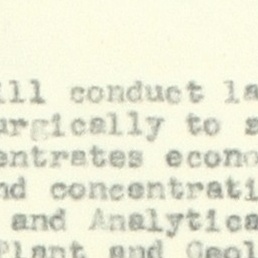 ill conduct la
urgically to s
entrates econo
nd concentrati
and Analytica
Plant and Geol